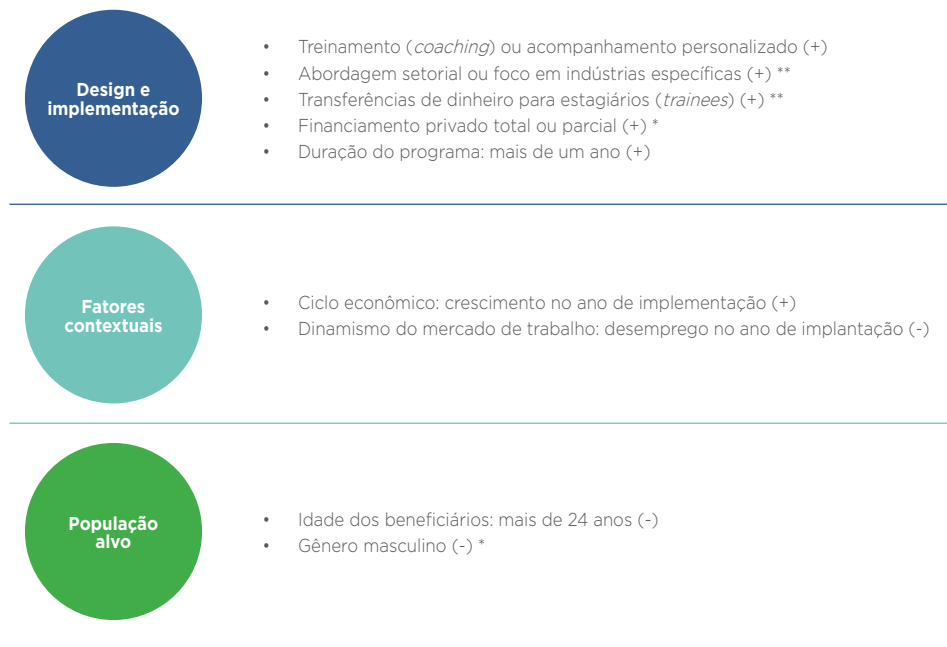 Design e
implementação
• Treinamento (coaching) ou acompanhamento personalizado (+)
• Abordagem setorial ou foco em indústrias específicas (+) **
• Transferências de dinheiro para estagiários (trainees) (+) **
• Financiamento privado total ou parcial (+) *
• Duração do programa: mais de um ano (+)
Fatores
contextuais
• Ciclo econômico: crescimento no ano de implementação (+)
• Dinamismo do mercado de trabalho: desemprego no ano de implantação (-)
População
alvo
• Idade dos beneficiários: mais de 24 anos (-)
• Gênero masculino (-) *